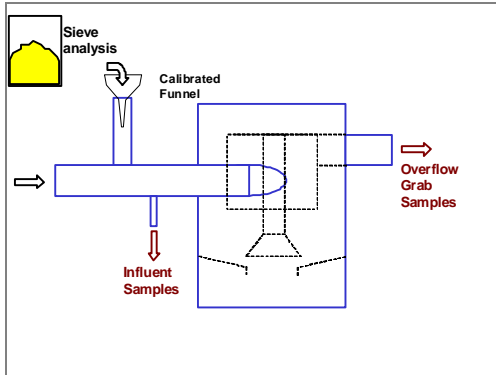 Sieve
analysis
Calibrated
Funnel
Overflow
Grab
Samples
Influent
Samples